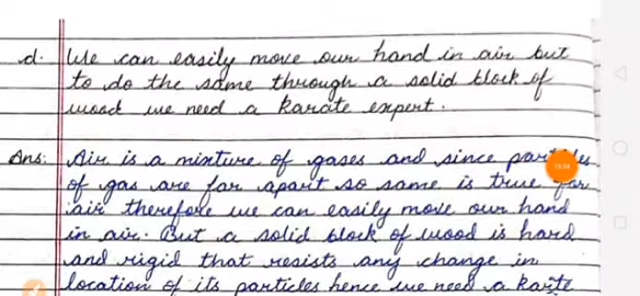 d. We can easily move our hand in air but
to do the same through a solid block of
wood we need a karate expert.
Ans: Air is a mixture of gases and since particles
of gas are far apart so same is true for
air therefore we can easily move our hand
in air. But a solid block of wood is hard
and rigid that resists any change in
location of its particles hence we need a karate